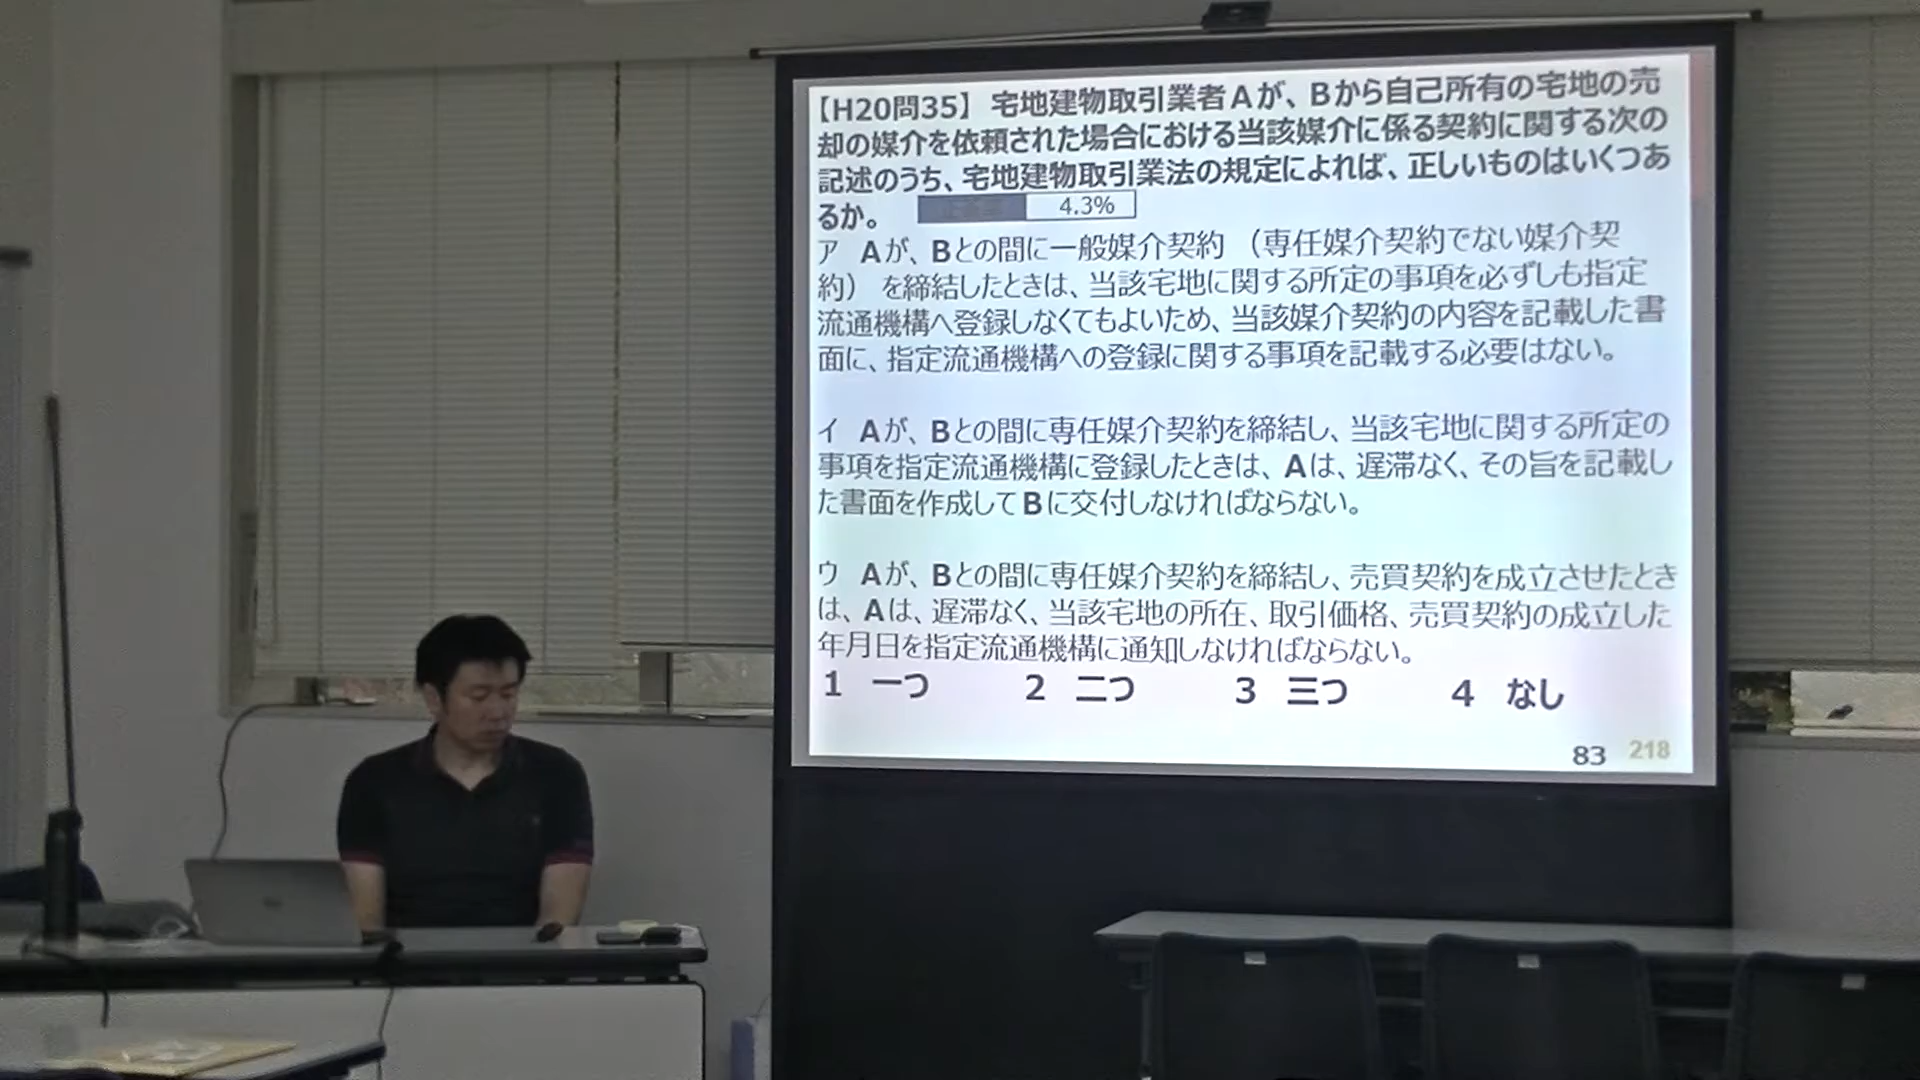 【H20問35】 宅地建物取引業者Aが、Bから自己所有の宅地の売
却の媒介を依頼された場合における当該媒介に係る契約に関する次の
記述のうち、宅地建物取引業法の規定によれば、正しいものはいくつあ
るか。
4.3%
ア Aが、Bとの間に一般媒介契約 （専任媒介契約でない媒介契
約） を締結したときは、当該宅地に関する所定の事項を必ずしも指定
流通機構へ登録しなくてもよいため、当該媒介契約の内容を記載した書
面に、指定流通機構への登録に関する事項を記載する必要はない。
イ Aが、Bとの間に専任媒介契約を締結し、当該宅地に関する所定の
事項を指定流通機構に登録したときは、Aは、遅滞なく、その旨を記載し
た書面を作成してBに交付しなければならない。
ウ Aが、Bとの間に専任媒介契約を締結し、売買契約を成立させたとき
は、Aは、遅滞なく、当該宅地の所在、取引価格、売買契約の成立した
年月日を指定流通機構に通知しなければならない。
1 一つ 2 二つ 3 三つ 4 なし
83 218